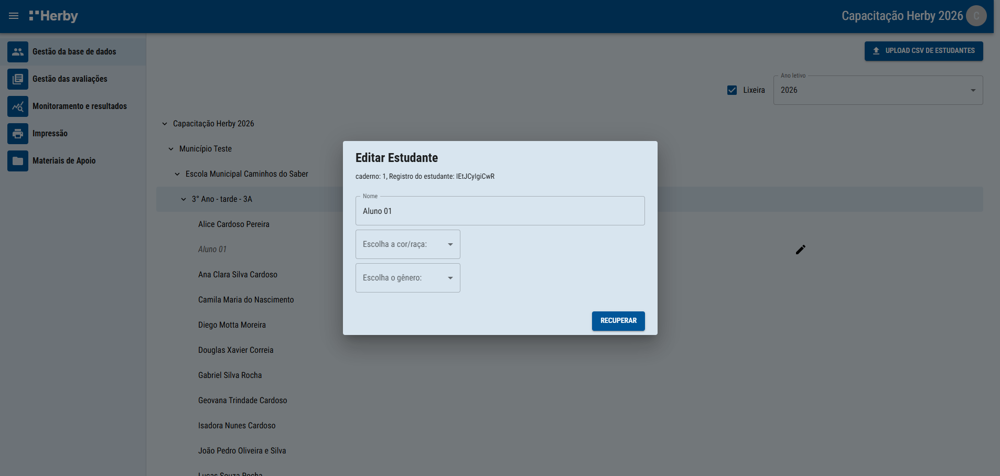 Herby
Capacitação Herby 2026
C
Gestão da base de dados
Gestão das avaliações
Monitoramento e resultados
Impressão
Materiais de Apoio
UPLOAD CSV DE ESTUDANTES
Lixeira
Ano letivo
2026
Capacitação Herby 2026
Município Teste
Escola Municipal Caminhos do Saber
3° Ano - tarde - 3A
Alice Cardoso Pereira
Aluno 01
Ana Clara Silva Cardoso
Camila Maria do Nascimento
Diego Motta Moreira
Douglas Xavier Correia
Gabriel Silva Rocha
Geovana Trindade Cardoso
Isadora Nunes Cardoso
João Pedro Oliveira e Silva
Lucas Souza Rocha
Editar Estudante
caderno: 1, Registro do estudante: IEtJCyIgiCwR
Nome
Aluno 01
Escolha a cor/raça:
Escolha o gênero:
RECUPERAR